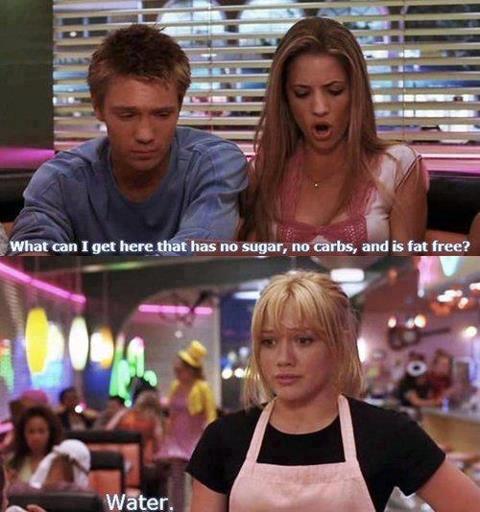 What can I get here that has no sugar, no carbs, and is fat free?
Water.